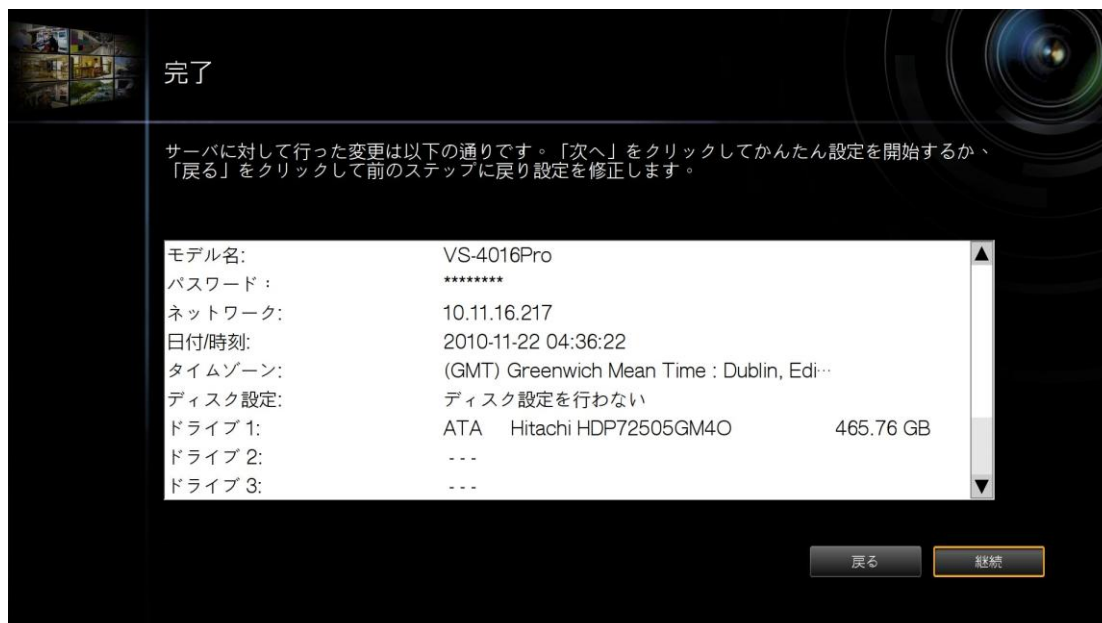 完了
サーバに対して行った変更は以下の通りです。「次へ」をクリックしてかんたん設定を開始するか、
「戻る」をクリックして前のステップに戻り設定を修正します。
モデル名: VS-4016Pro
パスワード： ********
ネットワーク: 10.11.16.217
日付/時刻: 2010-11-22 04:36:22
タイムゾーン: (GMT) Greenwich Mean Time : Dublin, Edi…
ディスク設定: ディスク設定を行わない
ドライブ 1: ATA Hitachi HDP72505GM4O 465.76 GB
ドライブ 2: - - -
ドライブ 3: - - -
戻る 継続